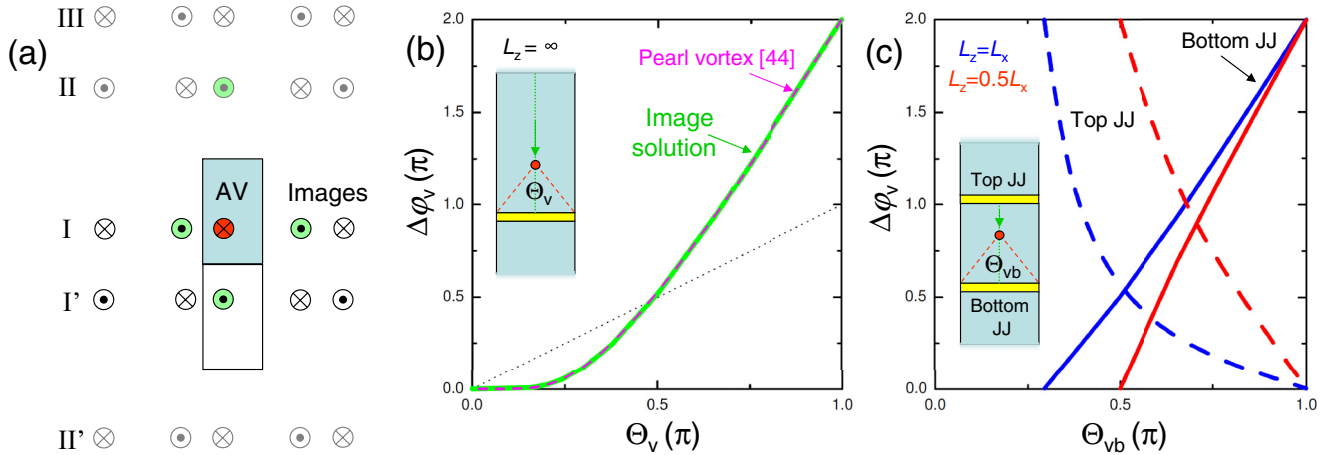 (a)
III
II
AV
Images
I
I'
II'
(b)
L_z = ∞
Pearl vortex [44]
Image
solution
Θ_v
Δφ_v (π)
2.0
1.5
1.0
0.5
0.0
0.0 0.5 1.0
Θ_v (π)
(c)
L_z=L_x
L_z=0.5L_x
Bottom JJ
Top JJ
Top JJ
Θ_vb
Bottom
JJ
Δφ_v (π)
2.0
1.5
1.0
0.5
0.0
0.0 0.5 1.0
Θ_vb (π)